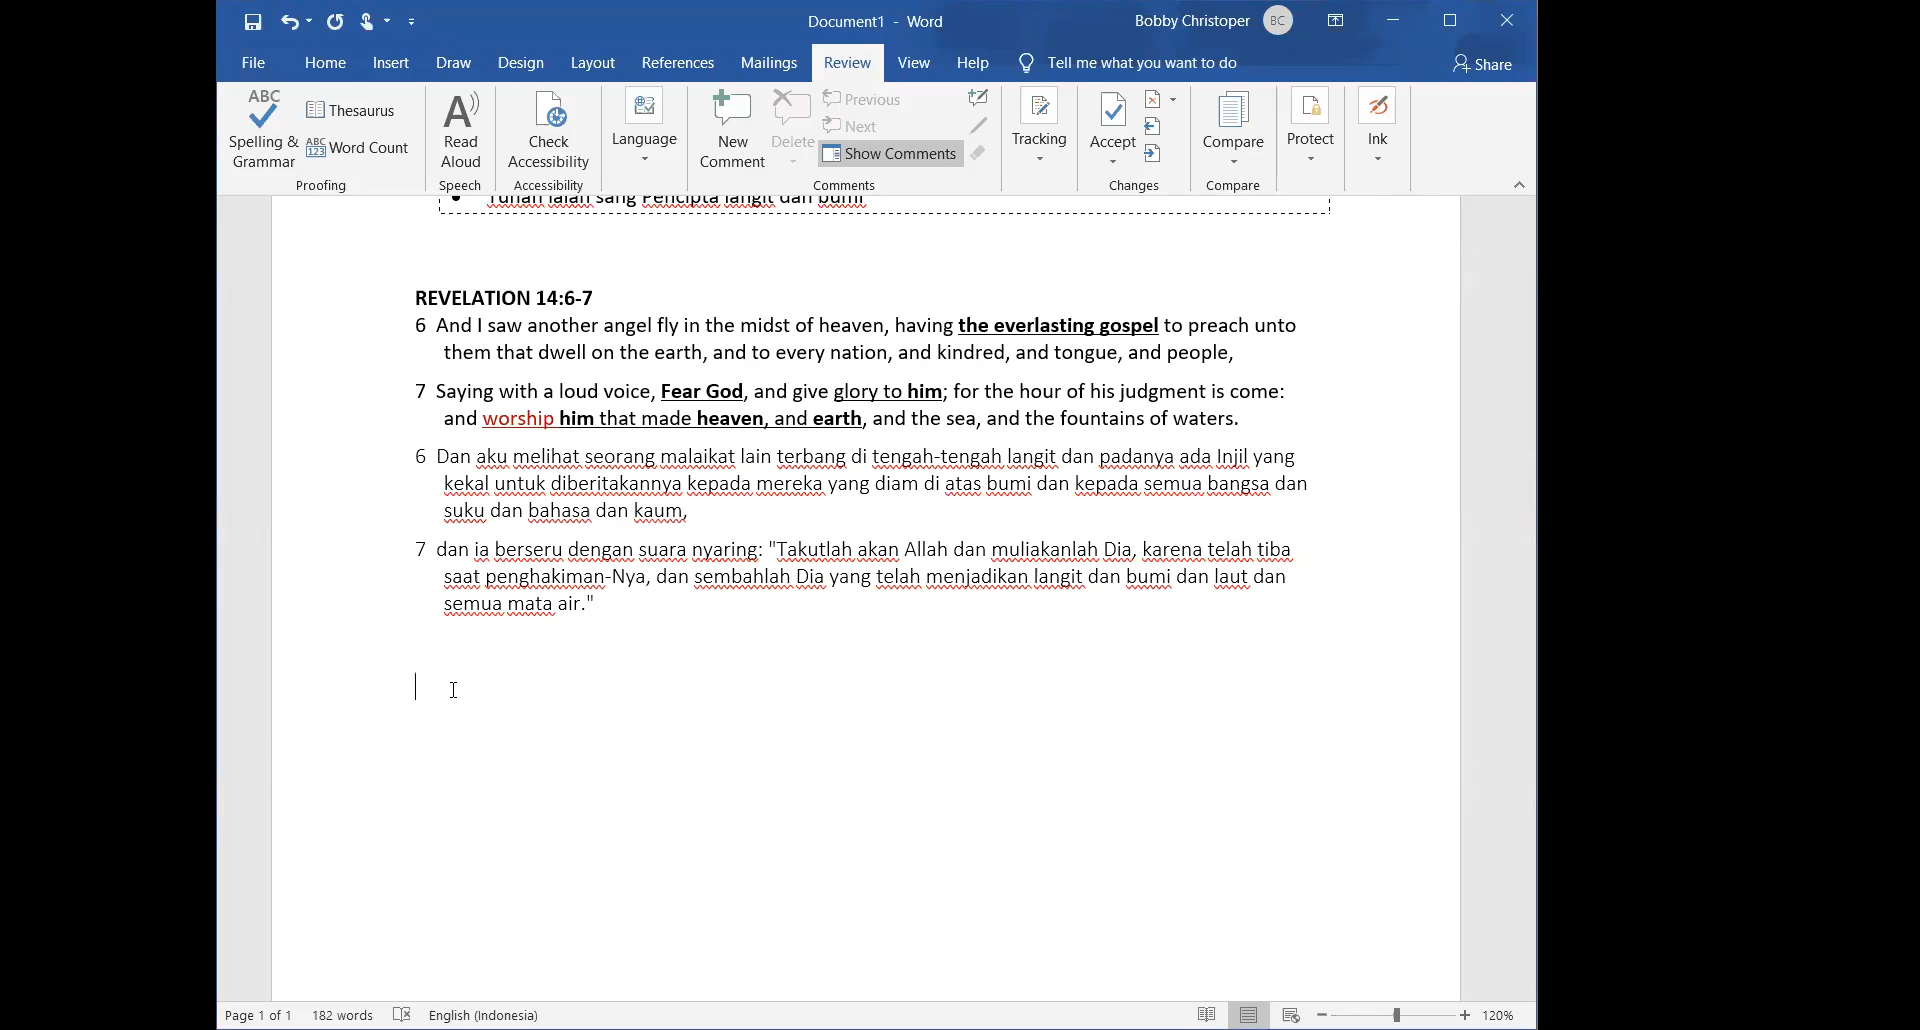 Document1 - Word
Bobby Christoper
BC
File Home Insert Draw Design Layout References Mailings Review View Help Tell me what you want to do Share
ABC
Spelling &
Grammar
Thesaurus
ABC
123 Word Count
Proofing
A
Read
Aloud
Speech
Check
Accessibility
Accessibility
Language
New
Comment
Delete
Previous
Next
Show Comments
Comments
Tracking
Accept
Changes
Compare
Compare
Protect
Ink
Tuhan ialah sang Pencipta langit dan bumi
REVELATION 14:6-7
6 And I saw another angel fly in the midst of heaven, having the everlasting gospel to preach unto
them that dwell on the earth, and to every nation, and kindred, and tongue, and people,
7 Saying with a loud voice, Fear God, and give glory to him; for the hour of his judgment is come:
and worship him that made heaven, and earth, and the sea, and the fountains of waters.
6 Dan aku melihat seorang malaikat lain terbang di tengah-tengah langit dan padanya ada Injil yang
kekal untuk diberitakannya kepada mereka yang diam di atas bumi dan kepada semua bangsa dan
suku dan bahasa dan kaum,
7 dan ia berseru dengan suara nyaring: "Takutlah akan Allah dan muliakanlah Dia, karena telah tiba
saat penghakiman-Nya, dan sembahlah Dia yang telah menjadikan langit dan bumi dan laut dan
semua mata air."
Page 1 of 1 182 words English (Indonesia) 120%